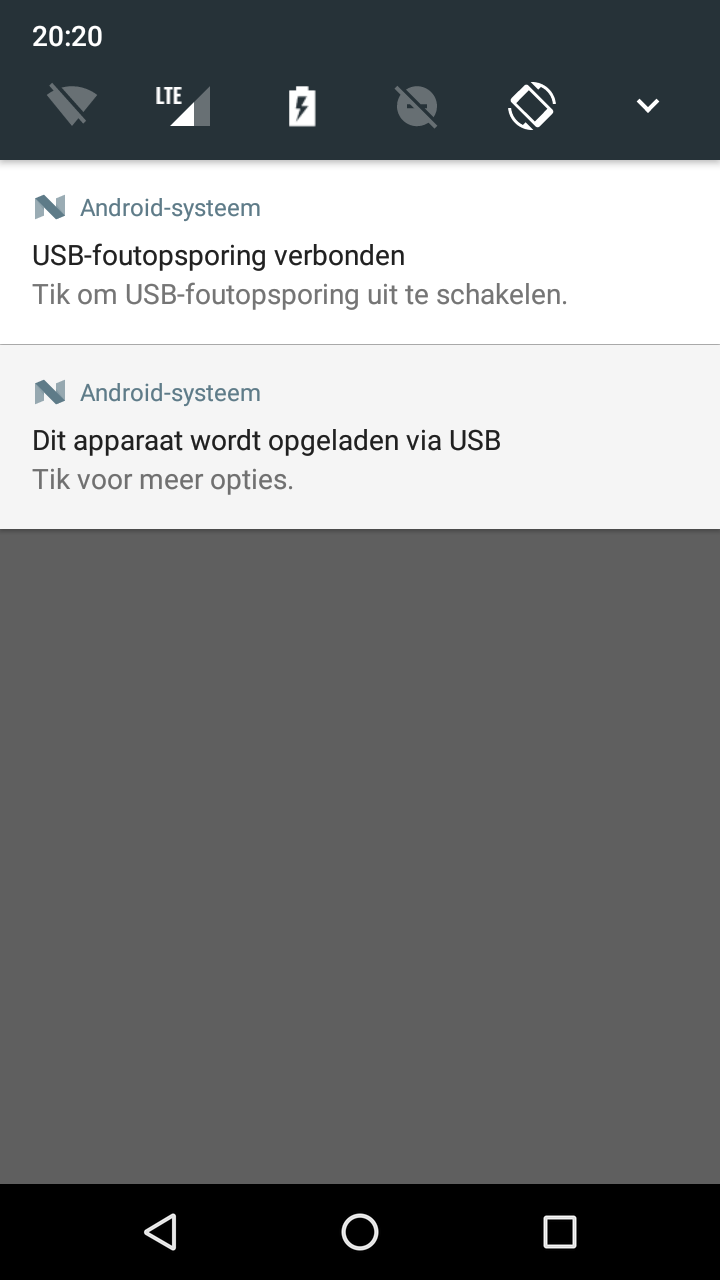 20:20
LTE
Android-systeem
USB-foutopsporing verbonden
Tik om USB-foutopsporing uit te schakelen.
Android-systeem
Dit apparaat wordt opgeladen via USB
Tik voor meer opties.